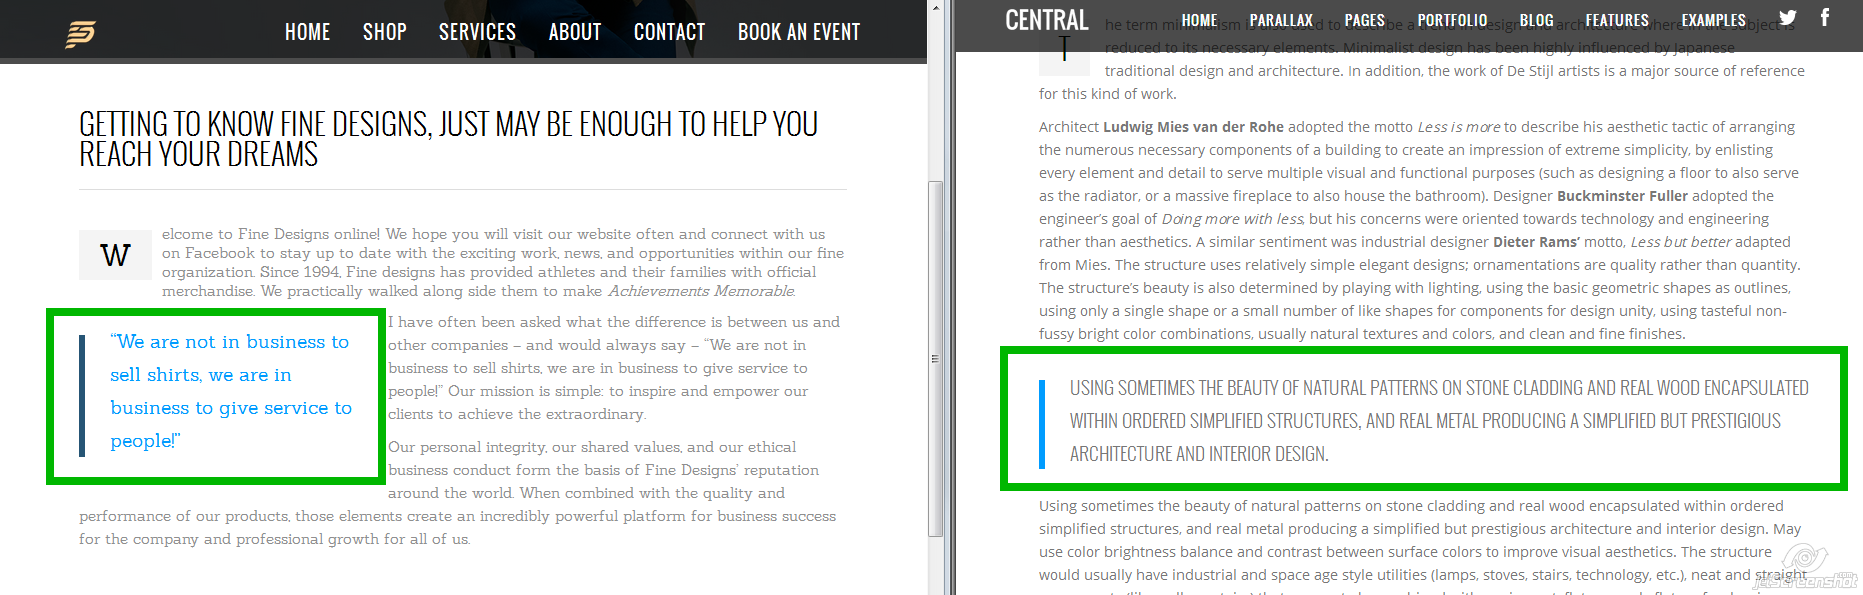 HOME SHOP SERVICES ABOUT CONTACT BOOK AN EVENT
GETTING TO KNOW FINE DESIGNS, JUST MAY BE ENOUGH TO HELP YOU
REACH YOUR DREAMS
W
elcome to Fine Designs online! We hope you will visit our website often and connect with us
on Facebook to stay up to date with the exciting work, news, and opportunities within our fine
organization. Since 1994, Fine designs has provided athletes and their families with official
merchandise. We practically walked along side them to make Achievements Memorable.
“We are not in business to
sell shirts, we are in
business to give service to
people!”
I have often been asked what the difference is between us and
other companies – and would always say – “We are not in
business to sell shirts, we are in business to give service to
people!” Our mission is simple: to inspire and empower our
clients to achieve the extraordinary.
Our personal integrity, our shared values, and our ethical
business conduct form the basis of Fine Designs’ reputation
around the world. When combined with the quality and
performance of our products, those elements create an incredibly powerful platform for business success
for the company and professional growth for all of us.
CENTRAL HOME PARALLAX PAGES PORTFOLIO BLOG FEATURES EXAMPLES
T
he term minimalism is also used to describe a trend in design and architecture where in the subject is
reduced to its necessary elements. Minimalist design has been highly influenced by Japanese
traditional design and architecture. In addition, the work of De Stijl artists is a major source of reference
for this kind of work.
Architect Ludwig Mies van der Rohe adopted the motto Less is more to describe his aesthetic tactic of arranging
the numerous necessary components of a building to create an impression of extreme simplicity, by enlisting
every element and detail to serve multiple visual and functional purposes (such as designing a floor to also serve
as the radiator, or a massive fireplace to also house the bathroom). Designer Buckminster Fuller adopted the
engineer’s goal of Doing more with less, but his concerns were oriented towards technology and engineering
rather than aesthetics. A similar sentiment was industrial designer Dieter Rams’ motto, Less but better adapted
from Mies. The structure uses relatively simple elegant designs; ornamentations are quality rather than quantity.
The structure’s beauty is also determined by playing with lighting, using the basic geometric shapes as outlines,
using only a single shape or a small number of like shapes for components for design unity, using tasteful non-
fussy bright color combinations, usually natural textures and colors, and clean and fine finishes.
USING SOMETIMES THE BEAUTY OF NATURAL PATTERNS ON STONE CLADDING AND REAL WOOD ENCAPSULATED
WITHIN ORDERED SIMPLIFIED STRUCTURES, AND REAL METAL PRODUCING A SIMPLIFIED BUT PRESTIGIOUS
ARCHITECTURE AND INTERIOR DESIGN.
Using sometimes the beauty of natural patterns on stone cladding and real wood encapsulated within ordered
simplified structures, and real metal producing a simplified but prestigious architecture and interior design. May
use color brightness balance and contrast between surface colors to improve visual aesthetics. The structure
would usually have industrial and space age style utilities (lamps, stoves, stairs, technology, etc.), neat and straight
jetscreenshot